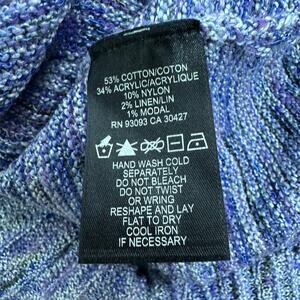 53% COTTON/COTON
34% ACRYLIC/ACRYLIQUE
10% NYLON
2% LINEN/LIN
1% MODAL
RN 93093 CA 30427
HAND WASH COLD
SEPARATELY
DO NOT BLEACH
DO NOT TWIST
OR WRING
RESHAPE AND LAY
FLAT TO DRY
COOL IRON
IF NECESSARY